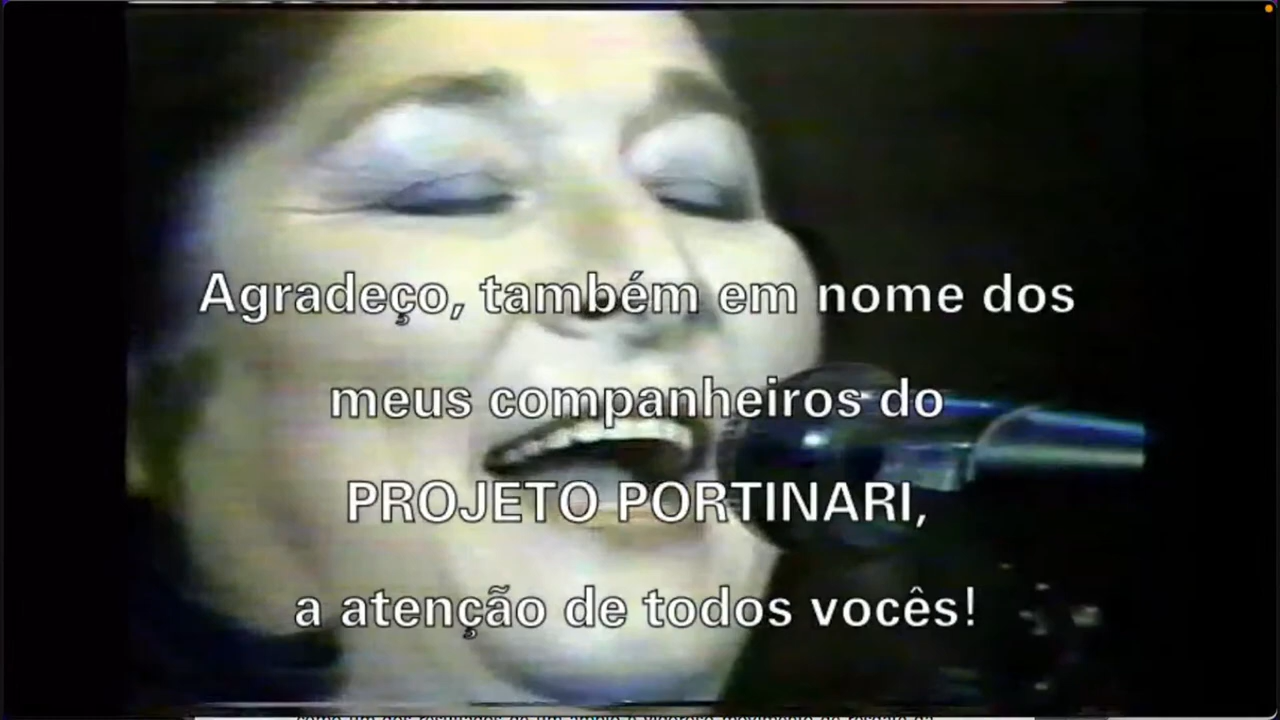 Agradeço, também em nome dos
meus companheiros do
PROJETO PORTINARI,
a atenção de todos vocês!